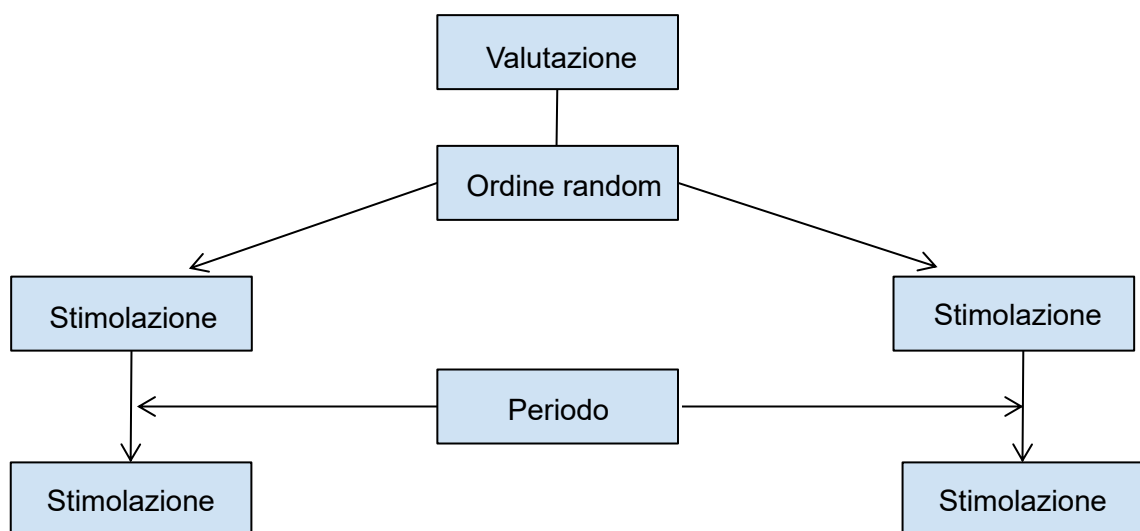 Valutazione
Ordine random
Stimolazione
Stimolazione
Periodo
Stimolazione
Stimolazione